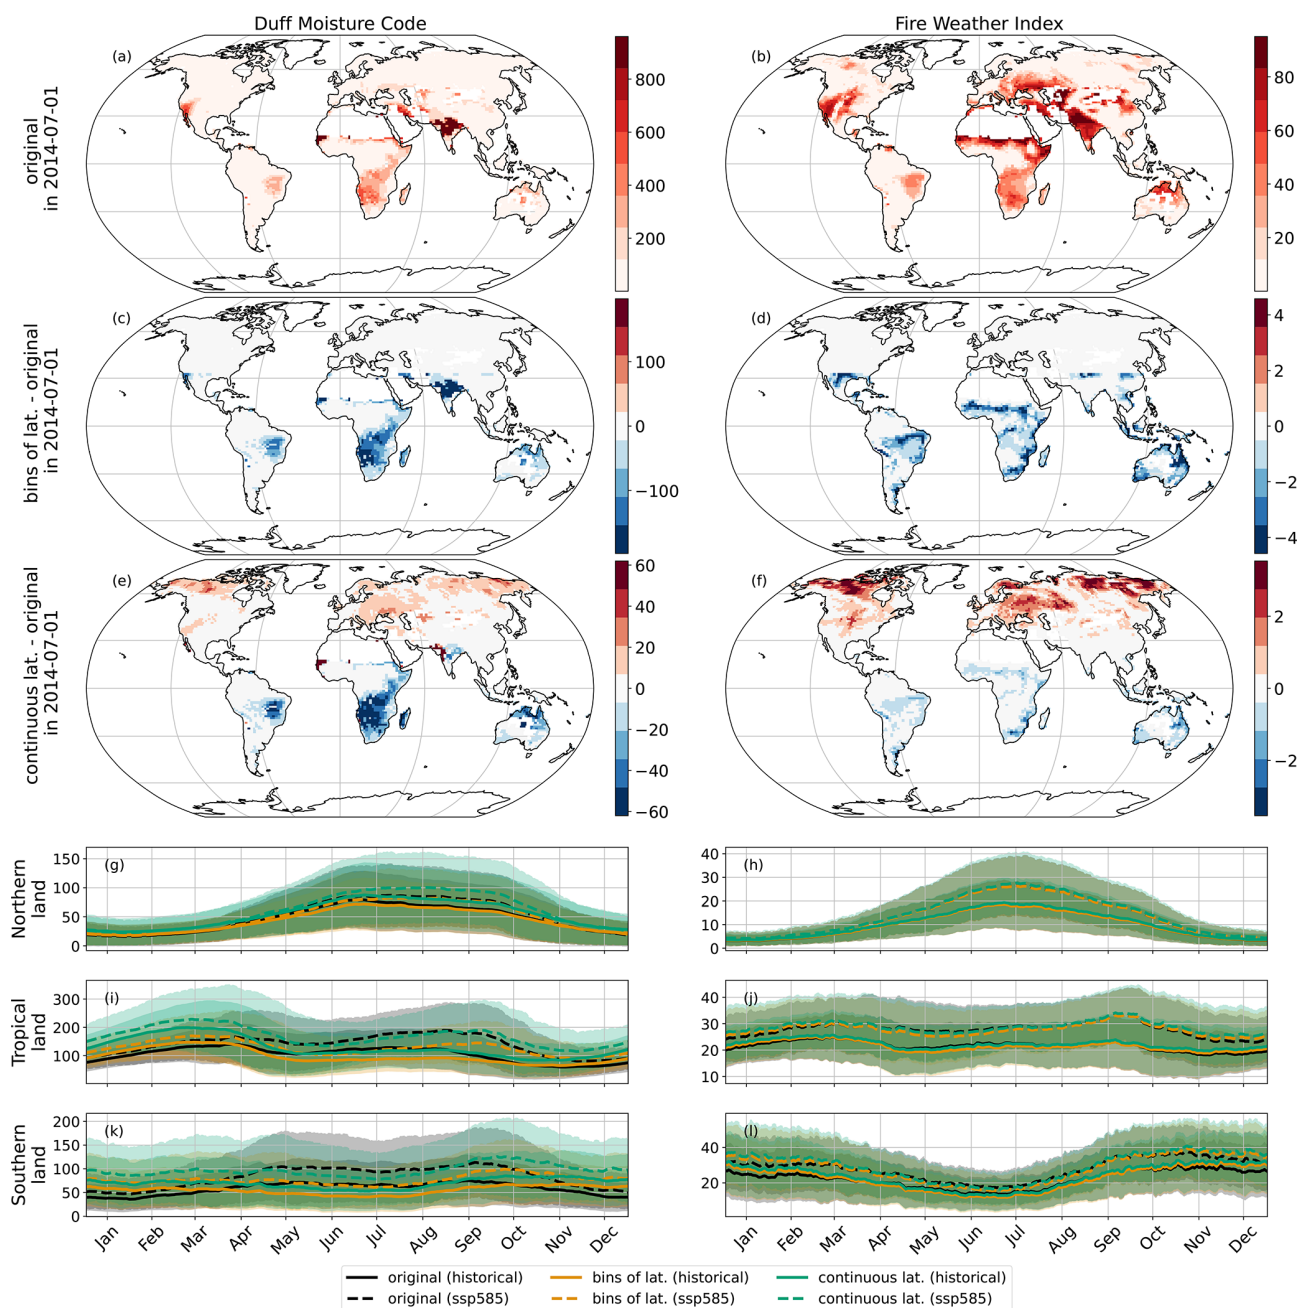 Duff Moisture Code
Fire Weather Index
original
in 2014-07-01
(a)
800
600
400
200
(b)
80
60
40
20
bins of lat. - original
in 2014-07-01
(c)
100
0
−100
(d)
4
2
0
−2
−4
continuous lat. - original
in 2014-07-01
(e)
60
40
20
0
−20
−40
−60
(f)
2
0
−2
Northern
land
(g)
150
100
50
0
(h)
40
30
20
10
0
Tropical
land
(i)
300
200
100
(j)
40
30
20
10
Southern
land
(k)
200
150
100
50
0
(l)
40
20
Jan Feb Mar Apr May Jun Jul Aug Sep Oct Nov Dec
Jan Feb Mar Apr May Jun Jul Aug Sep Oct Nov Dec
original (historical) bins of lat. (historical) continuous lat. (historical)
original (ssp585) bins of lat. (ssp585) continuous lat. (ssp585)